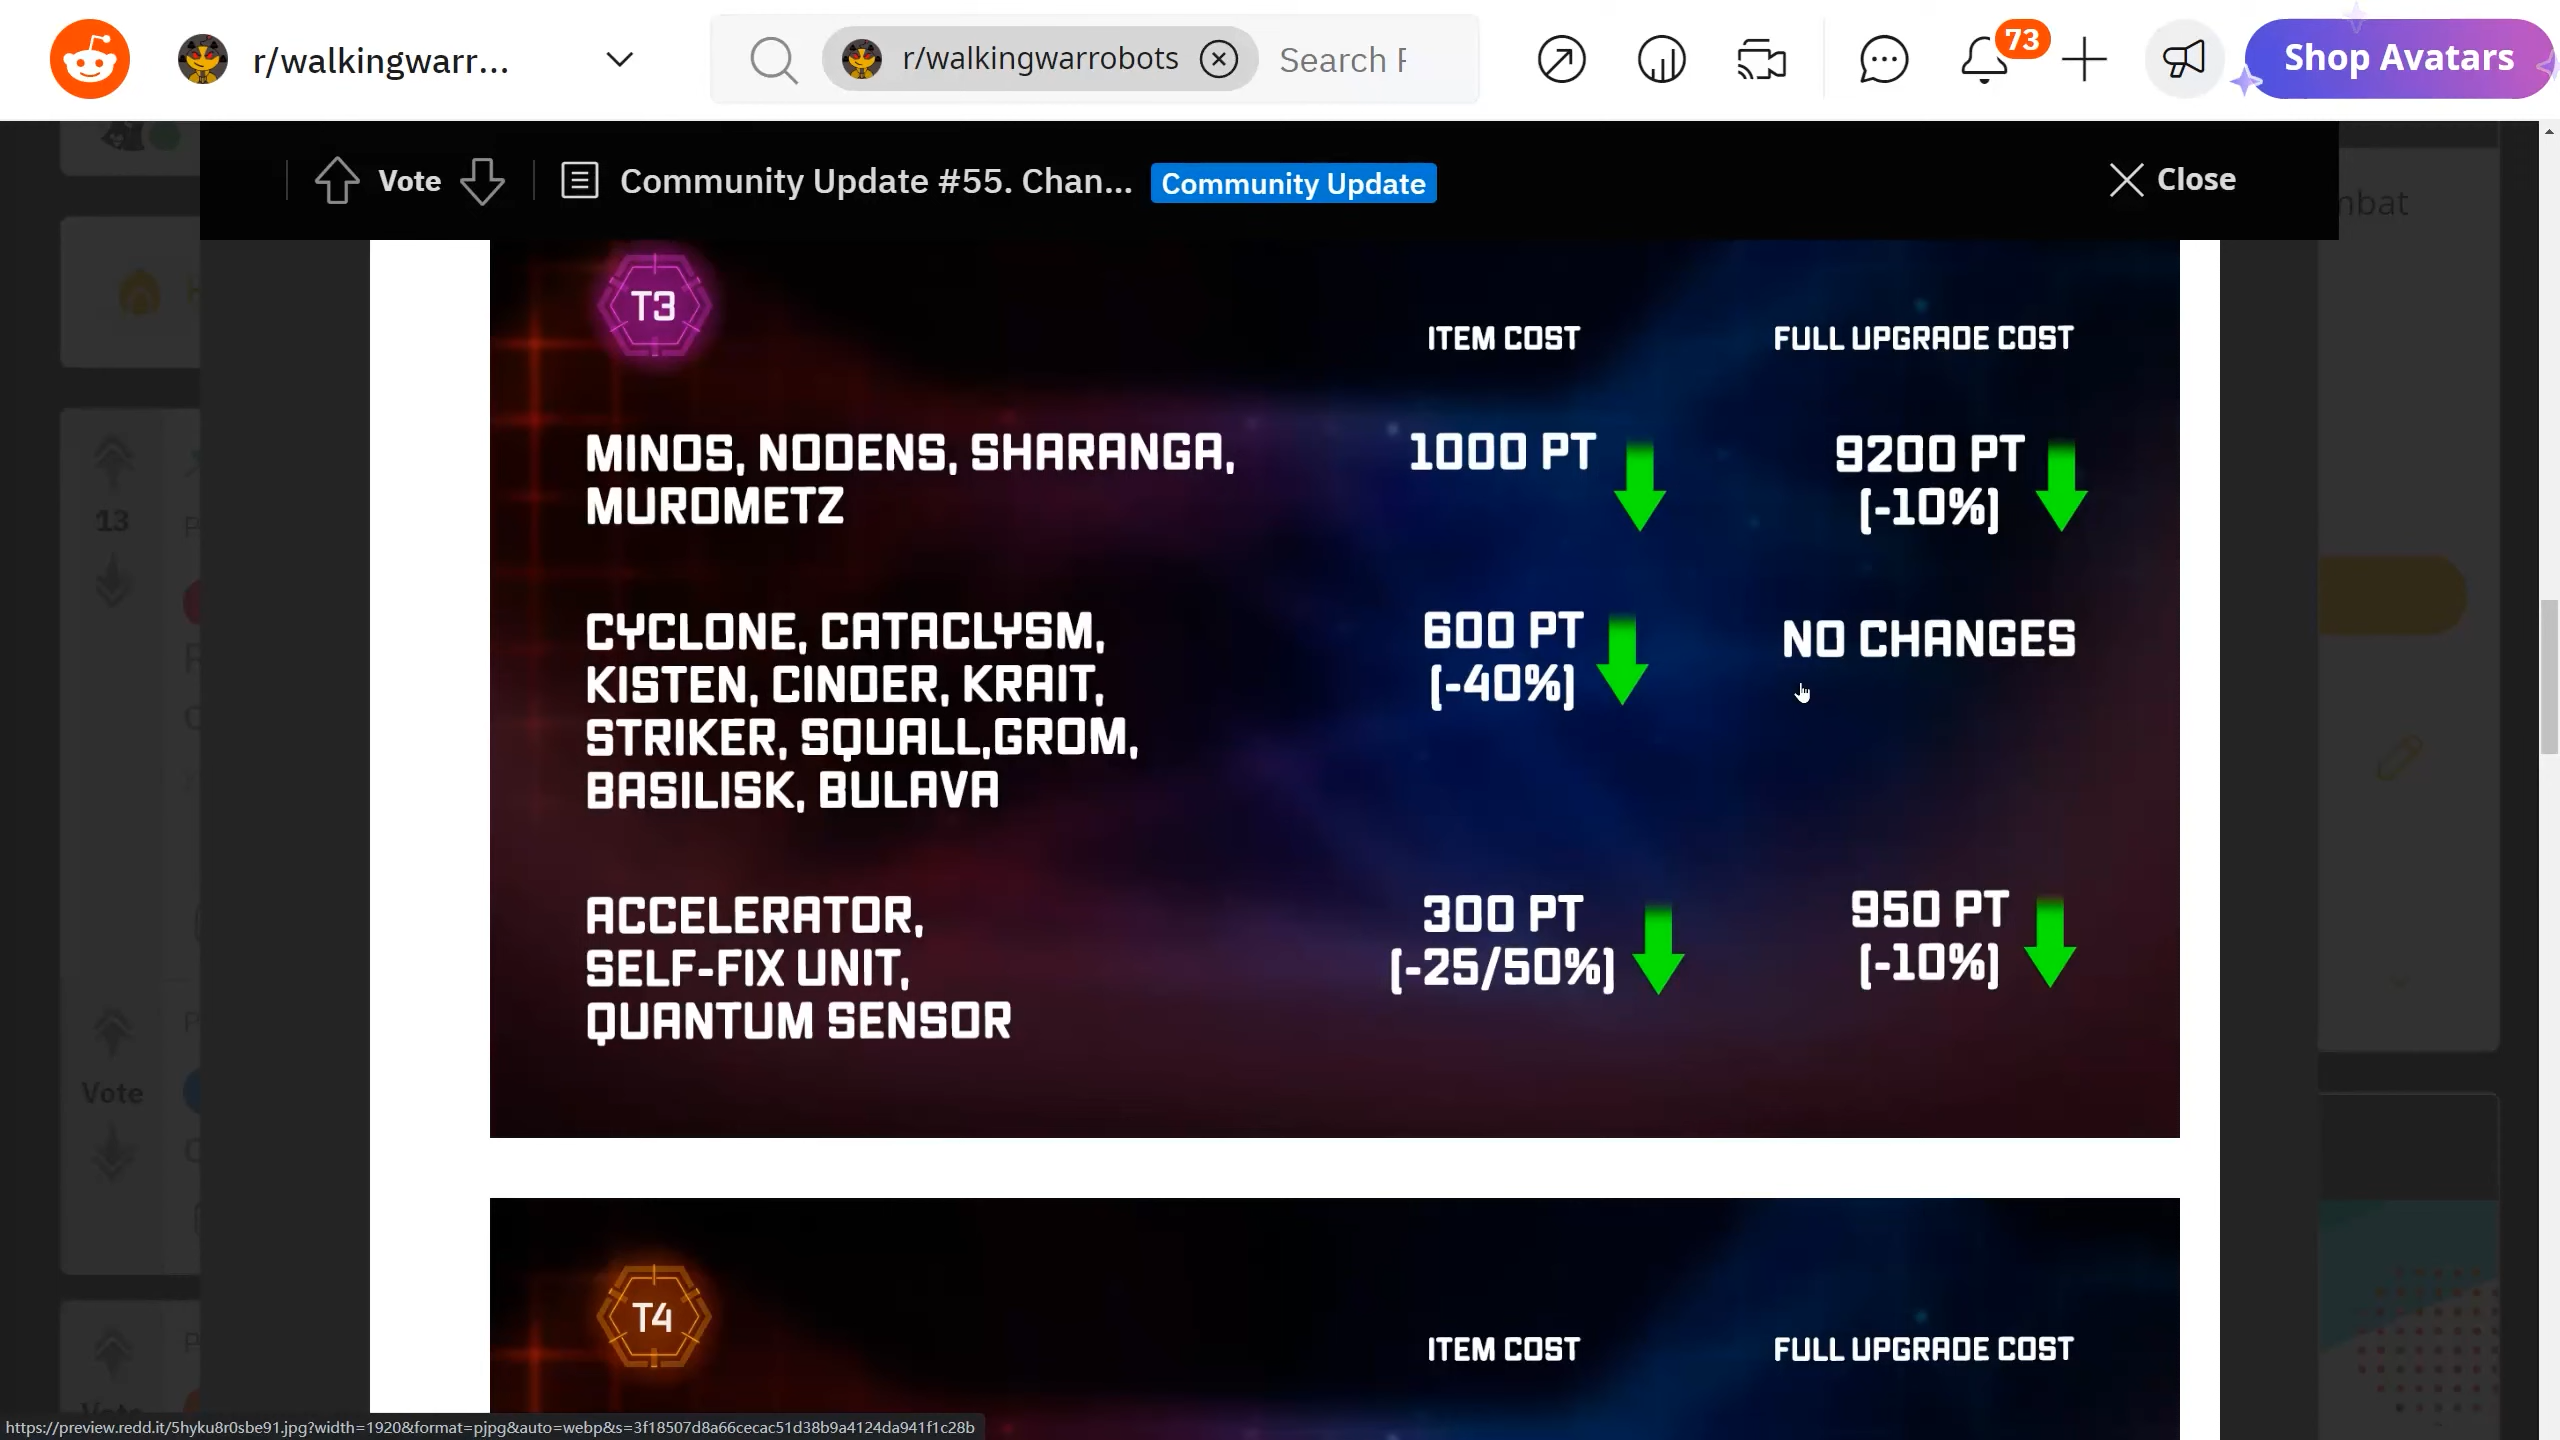 r/walkingwarr...
r/walkingwarrobots
Search
73
Shop Avatars
Vote
Community Update #55. Chan...
Community Update
Close
T3
ITEM COST
FULL UPGRADE COST
MINOS, NODENS, SHARANGA,
MUROMETZ
1000 PT
9200 PT
[-10%]
CYCLONE, CATACLYSM,
KISTEN, CINDER, KRAIT,
STRIKER, SQUALL,GROM,
BASILISK, BULAVA
600 PT
[-40%]
NO CHANGES
ACCELERATOR,
SELF-FIX UNIT,
QUANTUM SENSOR
300 PT
[-25/50%]
950 PT
[-10%]
T4
ITEM COST
FULL UPGRADE COST
13
Vote
https://preview.redd.it/5hyku8r0sbe91.jpg?width=1920&format=pjpg&auto=webp&s=3f18507d8a66cecac51d38b9a4124da941f1c28b